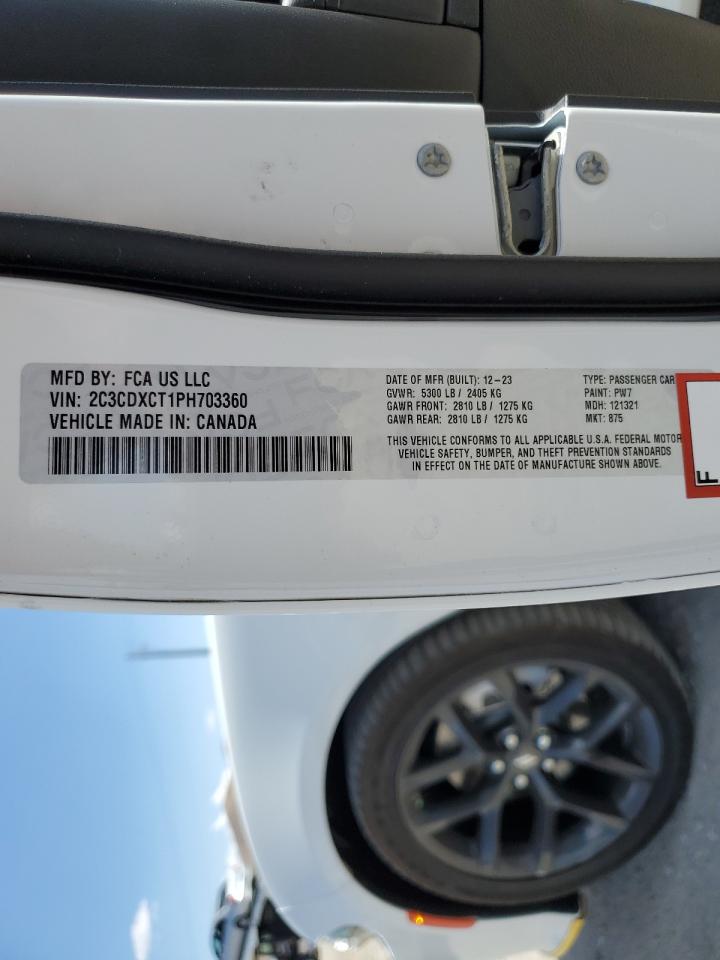 MFD BY: FCA US LLC
VIN: 2C3CDXCT1PH703360
VEHICLE MADE IN: CANADA
DATE OF MFR (BUILT): 12-23
GVWR: 5300 LB / 2405 KG
GAWR FRONT: 2810 LB / 1275 KG
GAWR REAR: 2810 LB / 1275 KG
TYPE: PASSENGER CAR
PAINT: PW7
MDH: 121321
MKT: 875
THIS VEHICLE CONFORMS TO ALL APPLICABLE U.S.A. FEDERAL MOTOR
VEHICLE SAFETY, BUMPER, AND THEFT PREVENTION STANDARDS
IN EFFECT ON THE DATE OF MANUFACTURE SHOWN ABOVE.
F